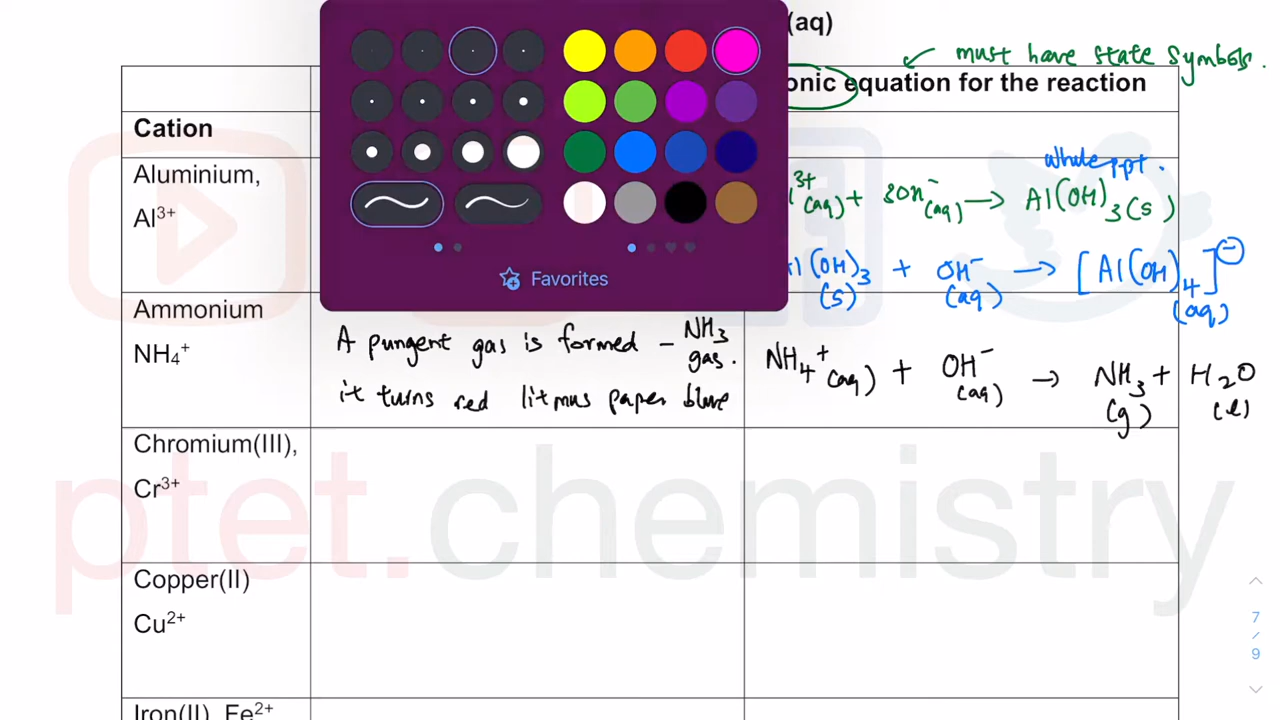 (aq)
must have state symbols.
onic equation for the reaction
Cation
Aluminium,
Al³⁺
white ppt.
³⁺(aq) + 3OH⁻(aq) → Al(OH)₃(s)
(OH)₃(s) + OH⁻(aq) → [Al(OH)₄]⁻(aq)
Favorites
Ammonium
NH₄⁺
A pungent gas is formed – NH₃ gas.
it turns red litmus paper blue
NH₄⁺(aq) + OH⁻(aq) → NH₃(g) + H₂O(l)
Chromium(III),
Cr³⁺
ptet.chemistry
Copper(II)
Cu²⁺
7
/
9
Iron(II), Fe²⁺